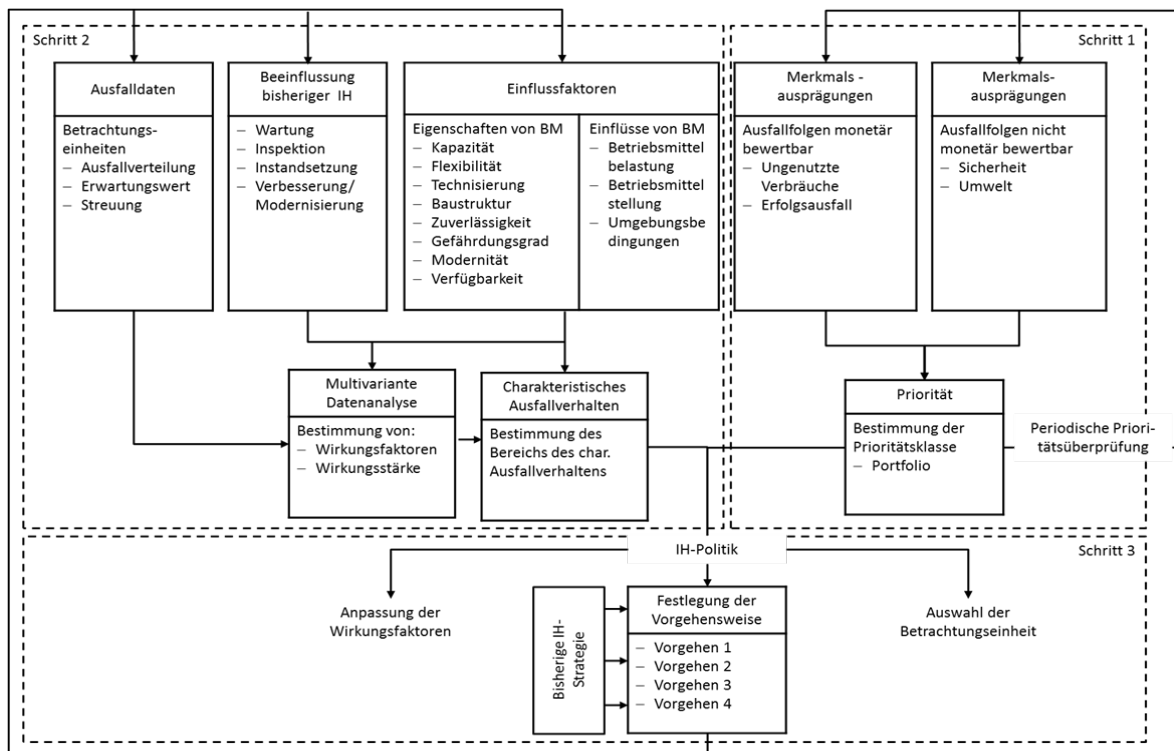 Schritt 2
Ausfalldaten
Betrachtungs-
einheiten
– Ausfallverteilung
– Erwartungswert
– Streuung
Beeinflussung
bisheriger IH
– Wartung
– Inspektion
– Instandsetzung
– Verbesserung/
Modernisierung
Einflussfaktoren
Eigenschaften von BM
– Kapazität
– Flexibilität
– Technisierung
– Baustruktur
– Zuverlässigkeit
– Gefährdungsgrad
– Modernität
– Verfügbarkeit
Einflüsse von BM
– Betriebsmittel
belastung
– Betriebsmittel
stellung
– Umgebungsbe
dingungen
Multivariante
Datenanalyse
Bestimmung von:
– Wirkungsfaktoren
– Wirkungsstärke
Charakteristisches
Ausfallverhalten
Bestimmung des
Bereichs des char.
Ausfallverhaltens
Schritt 1
Merkmals -
ausprägungen
Ausfallfolgen monetär
bewertbar
– Ungenutzte
Verbräuche
– Erfolgsausfall
Merkmals-
ausprägungen
Ausfallfolgen nicht
monetär bewertbar
– Sicherheit
– Umwelt
Priorität
Bestimmung der
Prioritätsklasse
– Portfolio
Periodische Priori-
tätsüberprüfung
Schritt 3
IH-Politik
Anpassung der
Wirkungsfaktoren
Bisherige IH-
Strategie
Festlegung der
Vorgehensweise
– Vorgehen 1
– Vorgehen 2
– Vorgehen 3
– Vorgehen 4
Auswahl der
Betrachtungseinheit